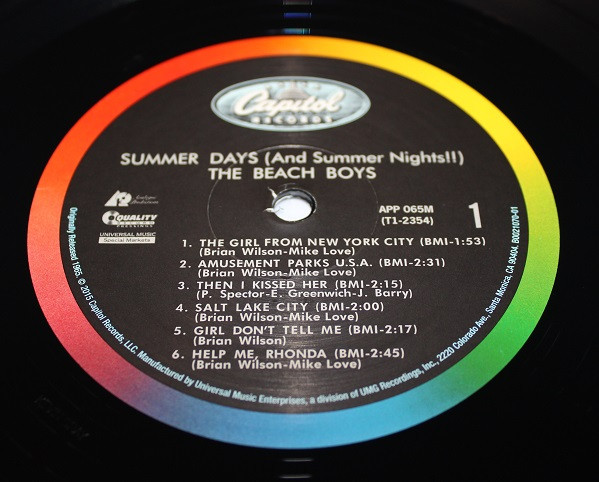 Capitol
RECORDS
SUMMER DAYS (And Summer Nights!!)
THE BEACH BOYS
QUALITY
RECORD
PRESSINGS
UNIVERSAL MUSIC
Special Markets
APP 065M
(T1-2354)
1
1. THE GIRL FROM NEW YORK CITY (BMI-1:53)
(Brian Wilson-Mike Love)
2. AMUSEMENT PARKS U.S.A. (BMI-2:31)
(Brian Wilson-Mike Love)
3. THEN I KISSED HER (BMI-2:15)
(P. Spector-E. Greenwich-J. Barry)
4. SALT LAKE CITY (BMI-2:00)
(Brian Wilson-Mike Love)
5. GIRL DON'T TELL ME (BMI-2:17)
(Brian Wilson)
6. HELP ME, RHONDA (BMI-2:45)
(Brian Wilson-Mike Love)
Originally Released 1965. © 2015 Capitol Records, LLC. Manufactured by Universal Music Enterprises, a division of UMG Recordings, Inc., 2220 Colorado Ave., Santa Monica, CA 90404. B0021070-01